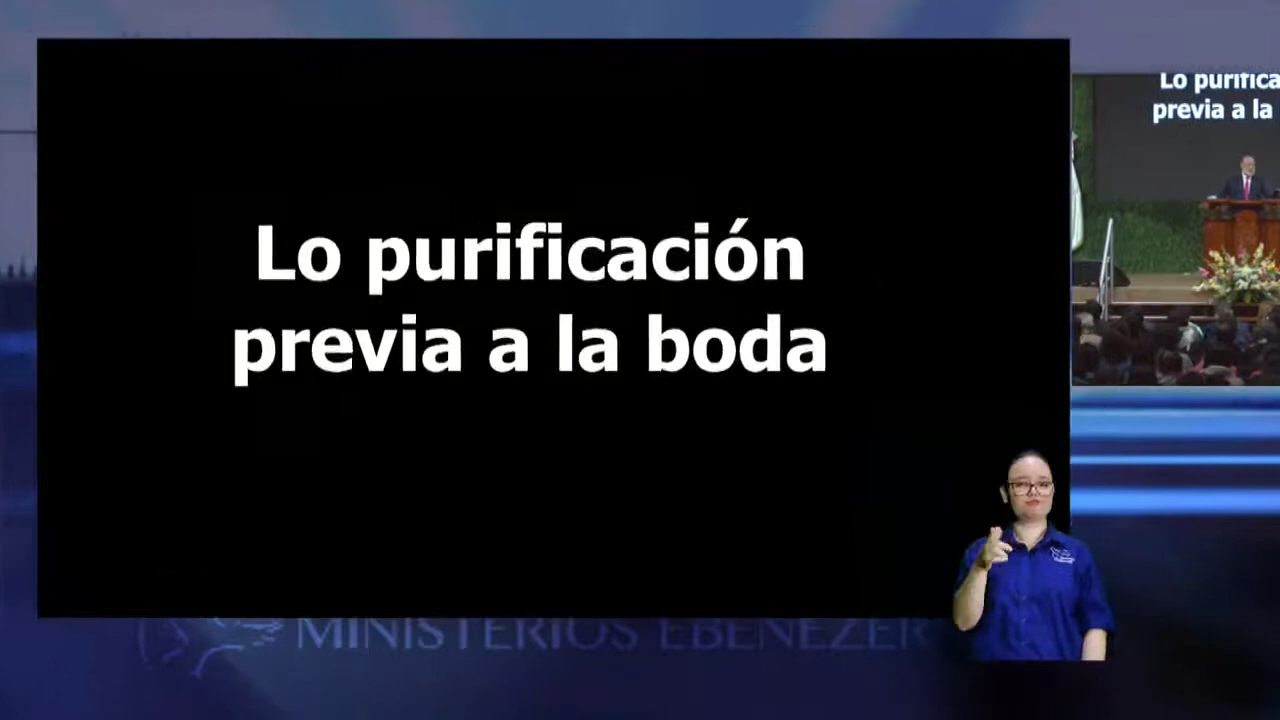 Lo purificación
previa a la boda
Lo purifica
previa a la
MINISTERIOS EBENEZER